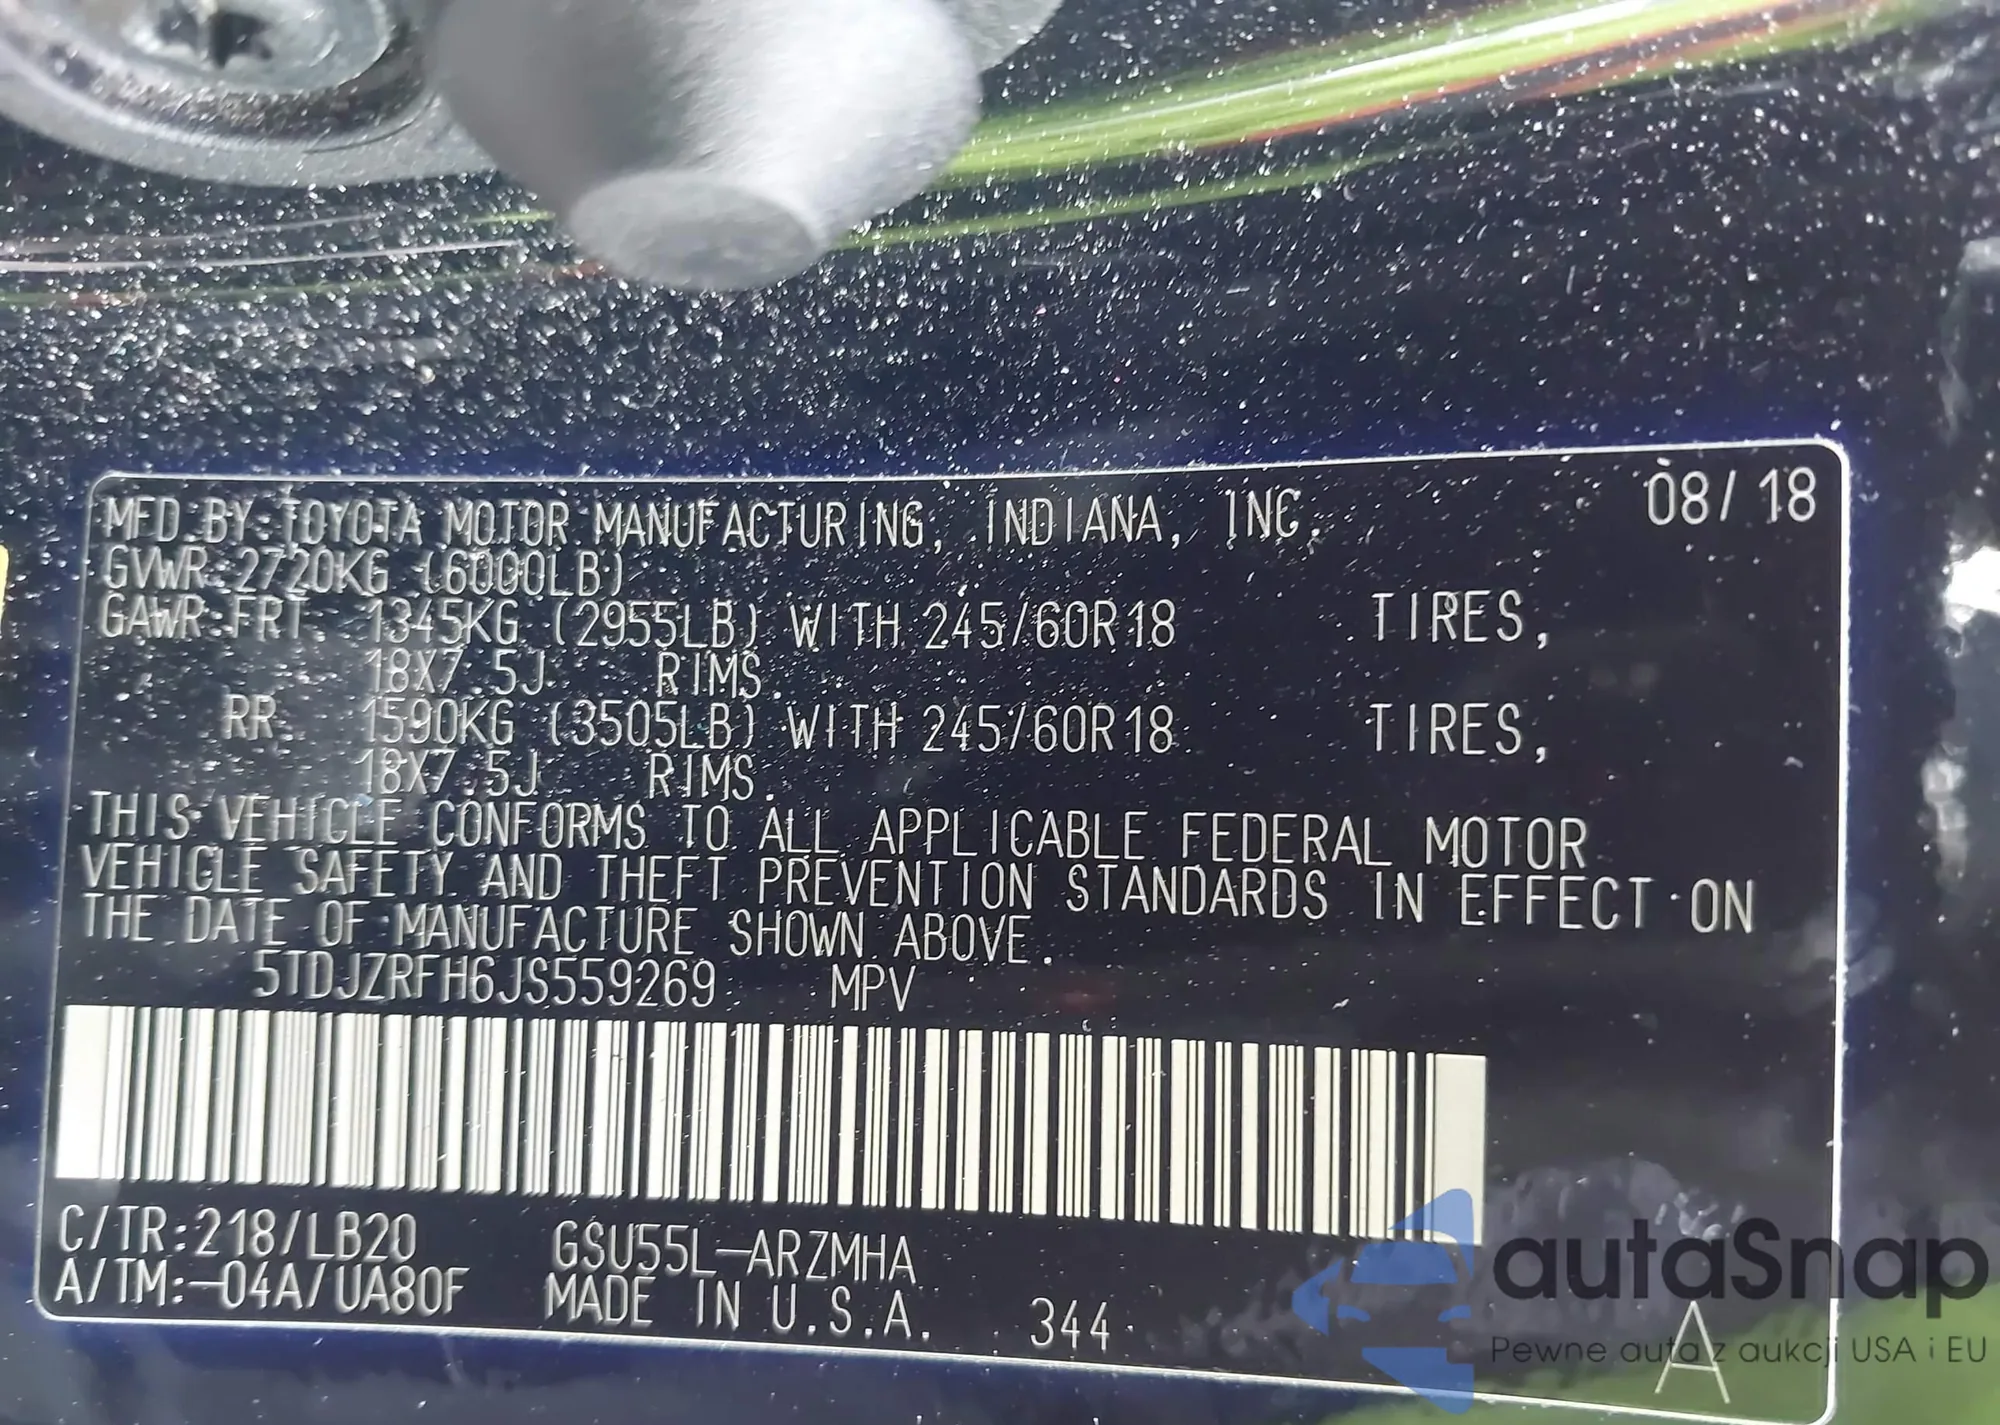 08/18
MFD.BY:TOYOTA MOTOR MANUFACTURING, INDIANA, INC.
GVWR 2720KG (6000LB)
GAWR FRT 1345KG (2955LB) WITH 245/60R18 TIRES,
18X7.5J RIMS.
RR 1590KG (3505LB) WITH 245/60R18 TIRES,
18X7.5J RIMS.
THIS VEHICLE CONFORMS TO ALL APPLICABLE FEDERAL MOTOR
VEHICLE SAFETY AND THEFT PREVENTION STANDARDS IN EFFECT ON
THE DATE OF MANUFACTURE SHOWN ABOVE.
5TDJZRFH6JS559269 MPV
C/TR:218/LB20 GSU55L-ARZMHA
A/TM:-04A/UA80F MADE IN U.S.A. 344
A
autaSnap
Pewne auta z aukcji USA i EU